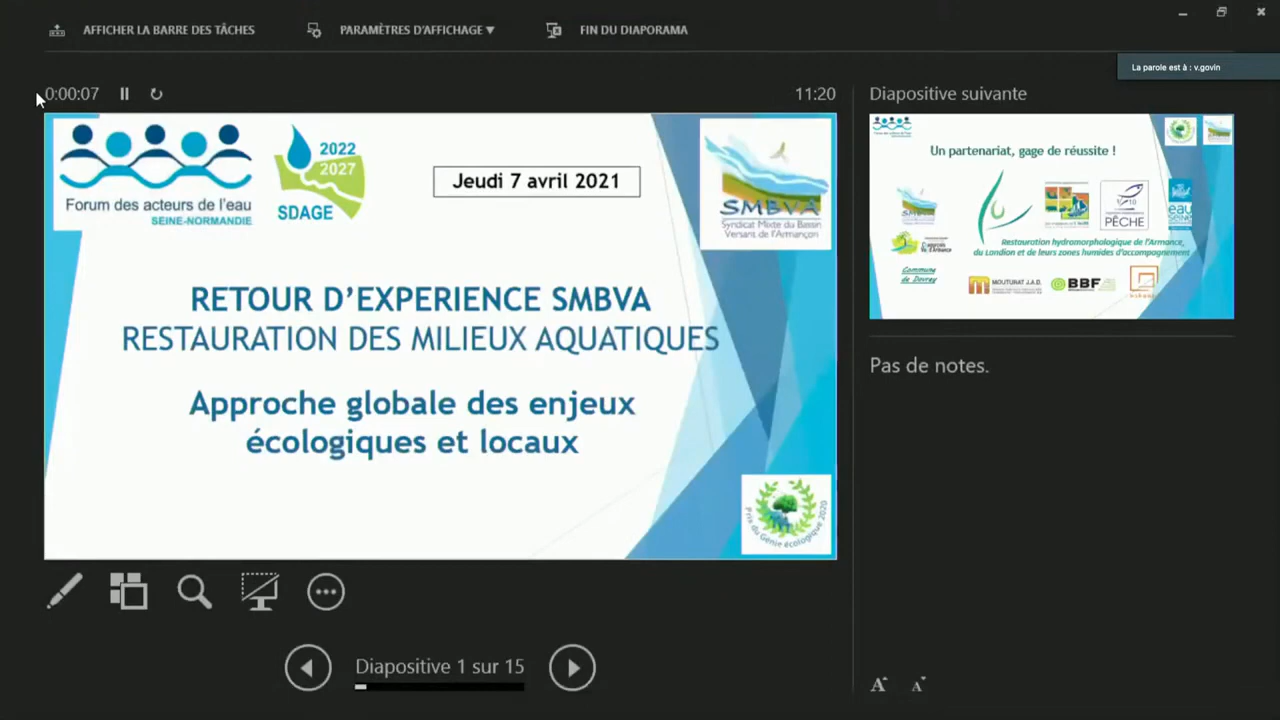 AFFICHER LA BARRE DES TÂCHES
PARAMÈTRES D'AFFICHAGE
FIN DU DIAPORAMA
La parole est à : v.govin
0:00:07
11:20
Diapositive suivante
Forum des acteurs de l'eau
SEINE-NORMANDIE
2022
2027
SDAGE
Jeudi 7 avril 2021
SMBVA
Syndicat Mixte du Bassin
Versant de l'Armançon
RETOUR D'EXPERIENCE SMBVA
RESTAURATION DES MILIEUX AQUATIQUES
Approche globale des enjeux
écologiques et locaux
Prix du Génie écologique 2020
Un partenariat, gage de réussite !
PÊCHE
eau
SEINE
Restauration hydromorphologique de l'Armance,
du Landion et de leurs zones humides d'accompagnement
Commune
MOUTURAT J.A.D.
BBF
Pas de notes.
Diapositive 1 sur 15
A
A